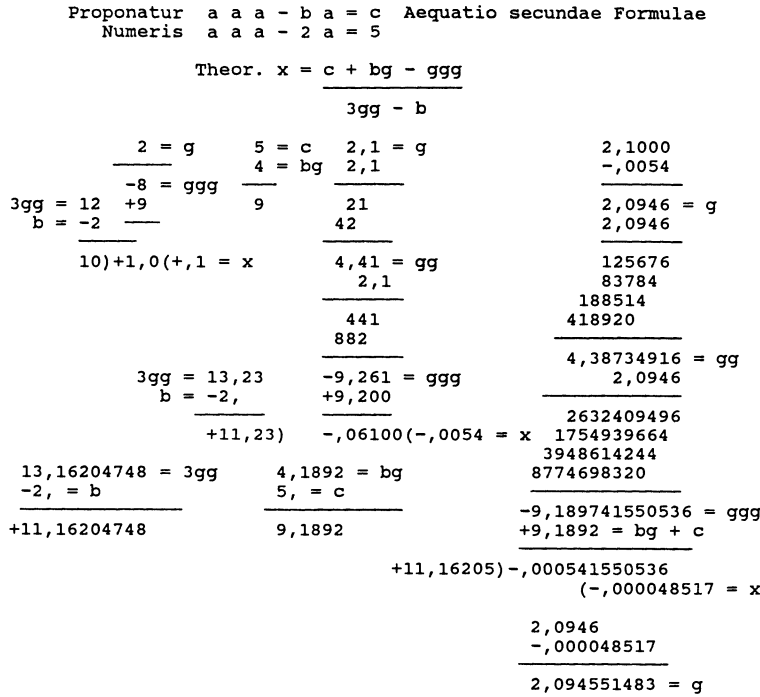 Proponatur a a a - b a = c Aequatio secundae Formulae
Numeris a a a - 2 a = 5
Theor. x = c + bg - ggg
3gg - b
2 = g 5 = c 2,1 = g 2,1000
4 = bg 2,1 -,0054
-8 = ggg
3gg = 12 +9 9 21 2,0946 = g
b = -2 42 2,0946
10)+1,0(+,1 = x 4,41 = gg 125676
2,1 83784
188514
441 418920
882
4,38734916 = gg
3gg = 13,23 -9,261 = ggg 2,0946
b = -2, +9,200
2632409496
+11,23) -,06100(-,0054 = x 1754939664
3948614244
13,16204748 = 3gg 4,1892 = bg 8774698320
-2, = b 5, = c
-9,189741550536 = ggg
+11,16204748 9,1892 +9,1892 = bg + c
+11,16205)-,000541550536
(-,000048517 = x
2,0946
-,000048517
2,094551483 = g